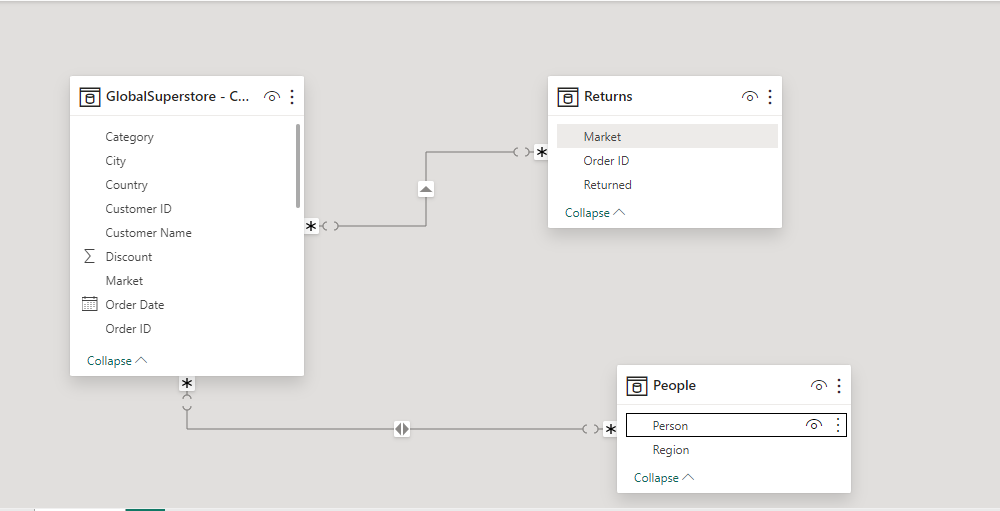 GlobalSuperstore - C...
Category
City
Country
Customer ID
Customer Name
Discount
Market
Order Date
Order ID
Collapse
Returns
Market
Order ID
Returned
Collapse
People
Person
Region
Collapse